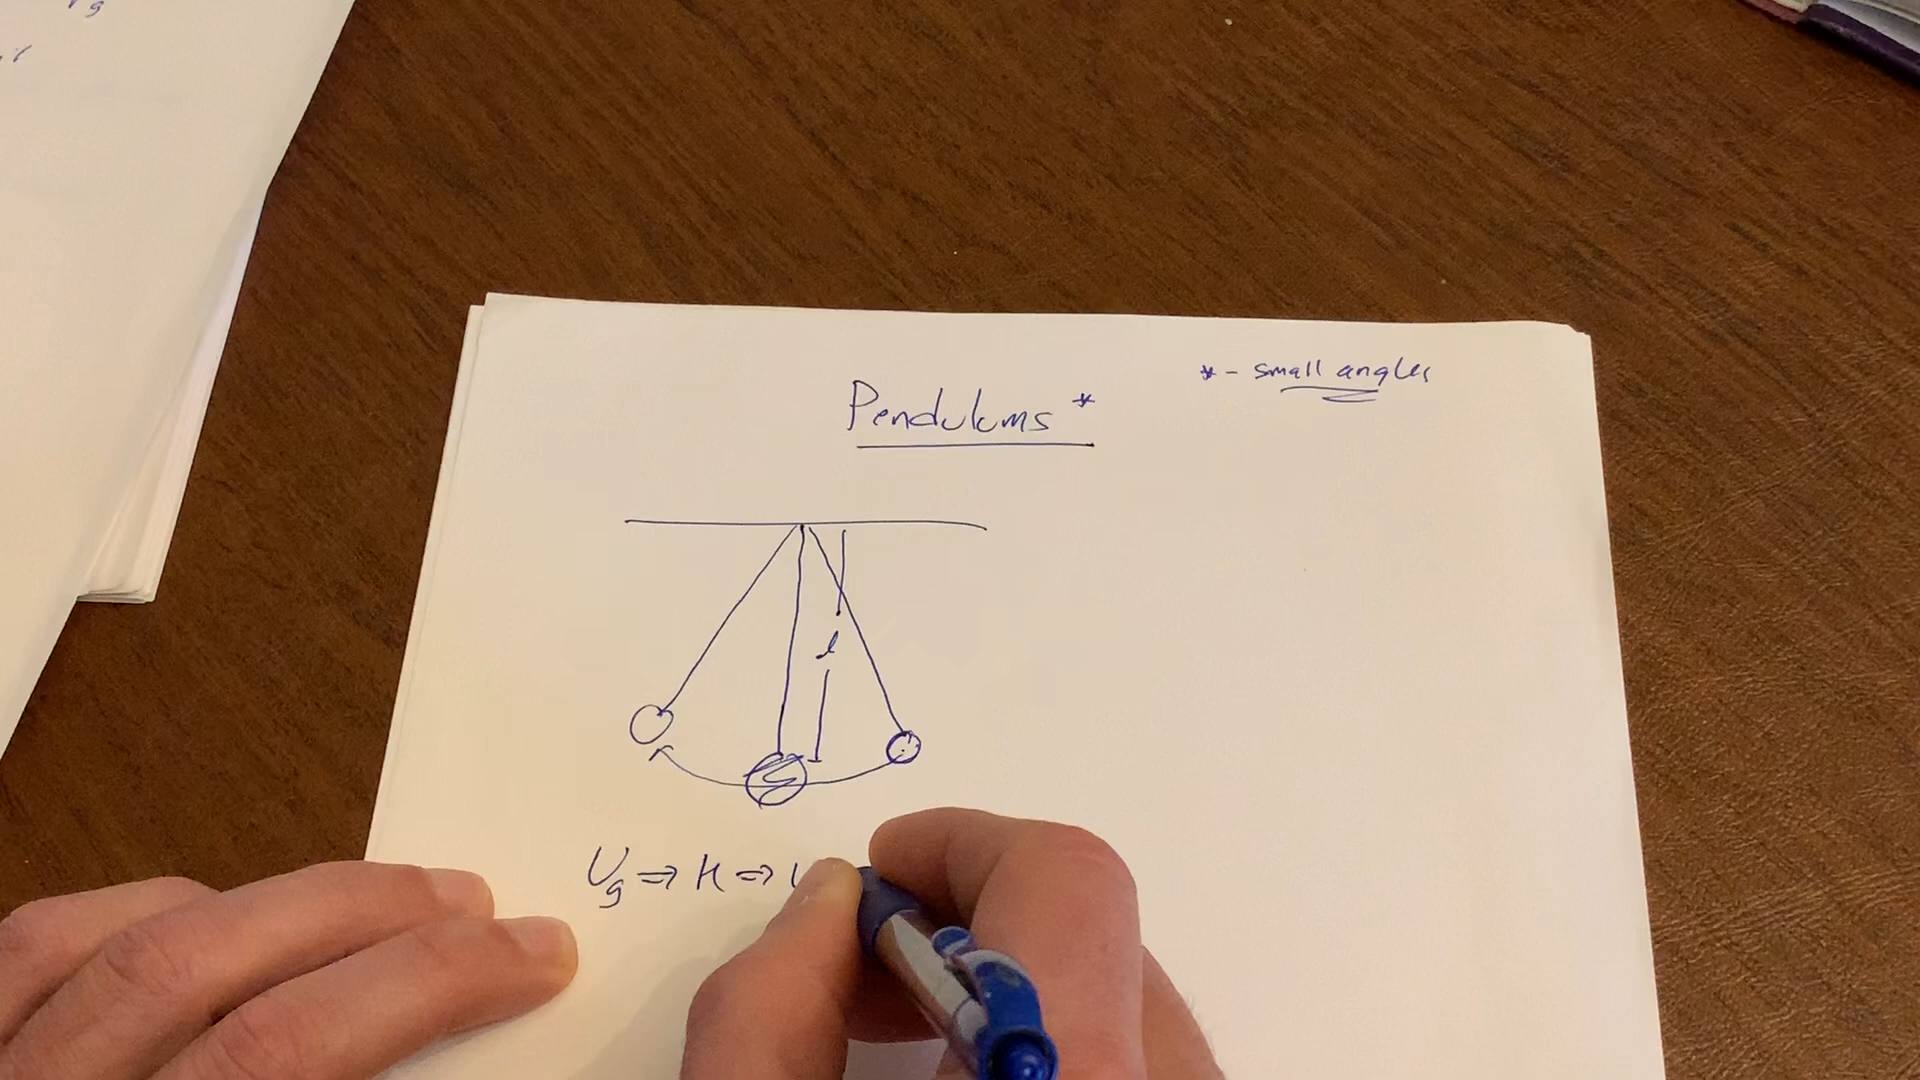 * - small angles
Pendulums *
l
Ug ⇒ K ⇒